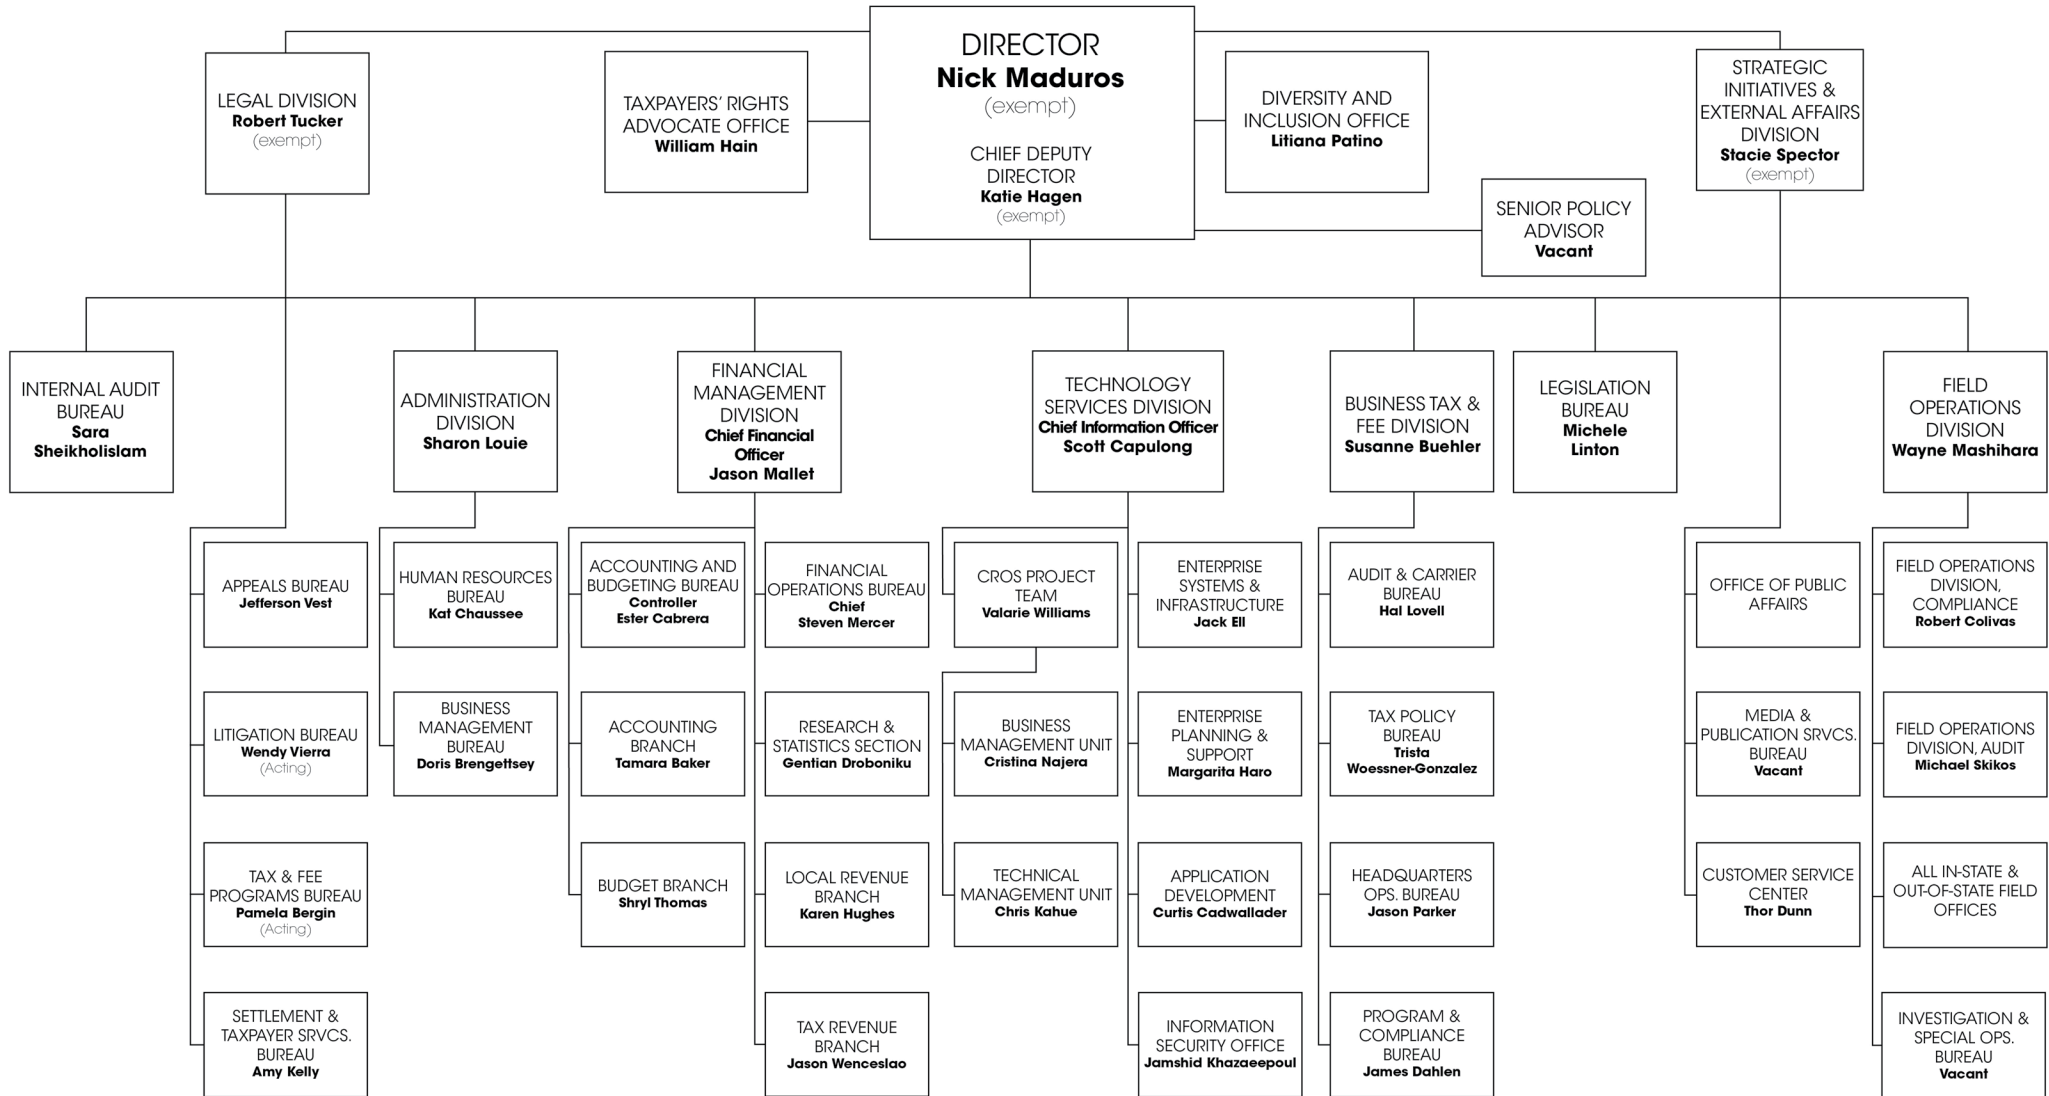 DIRECTOR
Nick Maduros
(exempt)
CHIEF DEPUTY
DIRECTOR
Katie Hagen
(exempt)
LEGAL DIVISION
Robert Tucker
(exempt)
TAXPAYERS' RIGHTS
ADVOCATE OFFICE
William Hain
DIVERSITY AND
INCLUSION OFFICE
Litiana Patino
STRATEGIC
INITIATIVES &
EXTERNAL AFFAIRS
DIVISION
Stacie Spector
(exempt)
SENIOR POLICY
ADVISOR
Vacant
INTERNAL AUDIT
BUREAU
Sara
Sheikholislam
ADMINISTRATION
DIVISION
Sharon Louie
FINANCIAL
MANAGEMENT
DIVISION
Chief Financial
Officer
Jason Mallet
TECHNOLOGY
SERVICES DIVISION
Chief Information Officer
Scott Capulong
BUSINESS TAX &
FEE DIVISION
Susanne Buehler
LEGISLATION
BUREAU
Michele
Linton
FIELD
OPERATIONS
DIVISION
Wayne Mashihara
APPEALS BUREAU
Jefferson Vest
HUMAN RESOURCES
BUREAU
Kat Chaussee
ACCOUNTING AND
BUDGETING BUREAU
Controller
Ester Cabrera
FINANCIAL
OPERATIONS BUREAU
Chief
Steven Mercer
CROS PROJECT
TEAM
Valarie Williams
ENTERPRISE
SYSTEMS &
INFRASTRUCTURE
Jack Ell
AUDIT & CARRIER
BUREAU
Hal Lovell
OFFICE OF PUBLIC
AFFAIRS
FIELD OPERATIONS
DIVISION,
COMPLIANCE
Robert Colivas
LITIGATION BUREAU
Wendy Vierra
(Acting)
BUSINESS
MANAGEMENT
BUREAU
Doris Brengettsey
ACCOUNTING
BRANCH
Tamara Baker
RESEARCH &
STATISTICS SECTION
Gentian Droboniku
BUSINESS
MANAGEMENT UNIT
Cristina Najera
ENTERPRISE
PLANNING &
SUPPORT
Margarita Haro
TAX POLICY
BUREAU
Trista
Woessner-Gonzalez
MEDIA &
PUBLICATION SRVCS.
BUREAU
Vacant
FIELD OPERATIONS
DIVISION, AUDIT
Michael Skikos
TAX & FEE
PROGRAMS BUREAU
Pamela Bergin
(Acting)
BUDGET BRANCH
Shryl Thomas
LOCAL REVENUE
BRANCH
Karen Hughes
TECHNICAL
MANAGEMENT UNIT
Chris Kahue
APPLICATION
DEVELOPMENT
Curtis Cadwallader
HEADQUARTERS
OPS. BUREAU
Jason Parker
CUSTOMER SERVICE
CENTER
Thor Dunn
ALL IN-STATE &
OUT-OF-STATE FIELD
OFFICES
SETTLEMENT &
TAXPAYER SRVCS.
BUREAU
Amy Kelly
TAX REVENUE
BRANCH
Jason Wenceslao
INFORMATION
SECURITY OFFICE
Jamshid Khazaeepoul
PROGRAM &
COMPLIANCE
BUREAU
James Dahlen
INVESTIGATION &
SPECIAL OPS.
BUREAU
Vacant